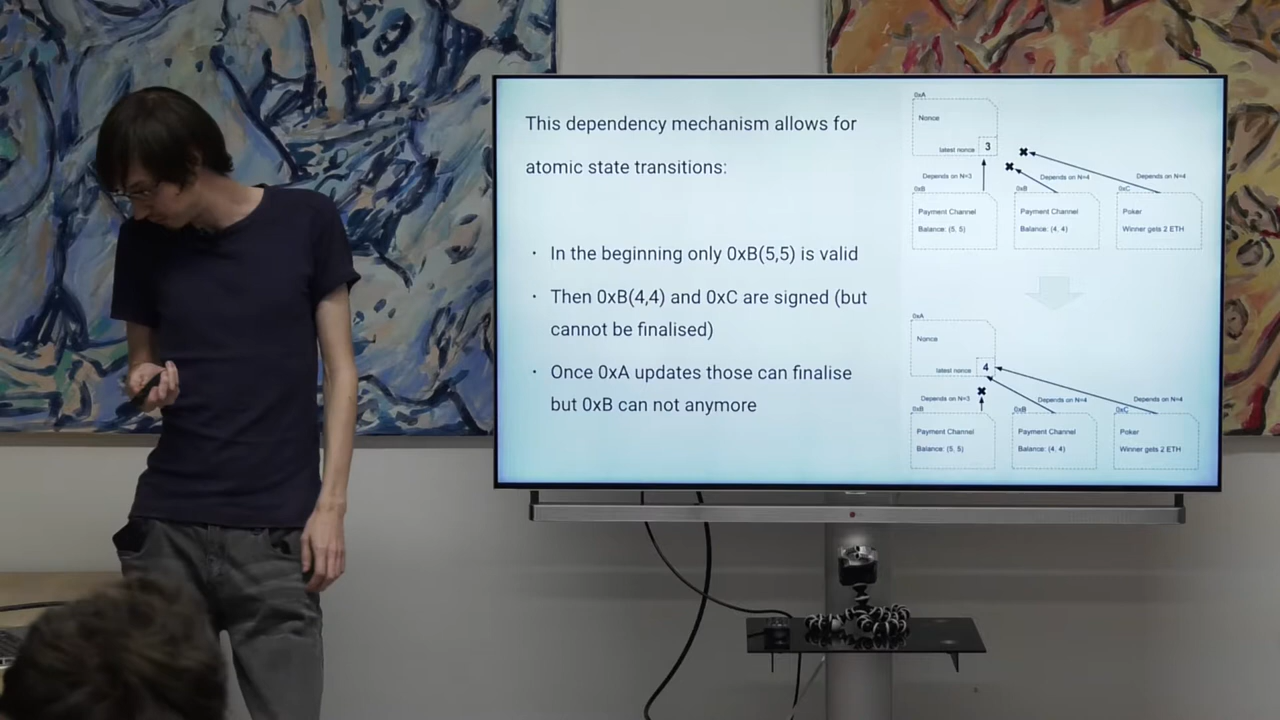 This dependency mechanism allows for
atomic state transitions:
· In the beginning only 0xB(5,5) is valid
· Then 0xB(4,4) and 0xC are signed (but
cannot be finalised)
· Once 0xA updates those can finalise
but 0xB can not anymore
0xA
Nonce
latest nonce 3
Depends on N=3
Depends on N=4
Depends on N=4
0xB
0xB
0xC
Payment Channel
Balance: (5, 5)
Payment Channel
Balance: (4, 4)
Poker
Winner gets 2 ETH
0xA
Nonce
latest nonce 4
Depends on N=3
Depends on N=4
Depends on N=4
0xB
0xB
0xC
Payment Channel
Balance: (5, 5)
Payment Channel
Balance: (4, 4)
Poker
Winner gets 2 ETH